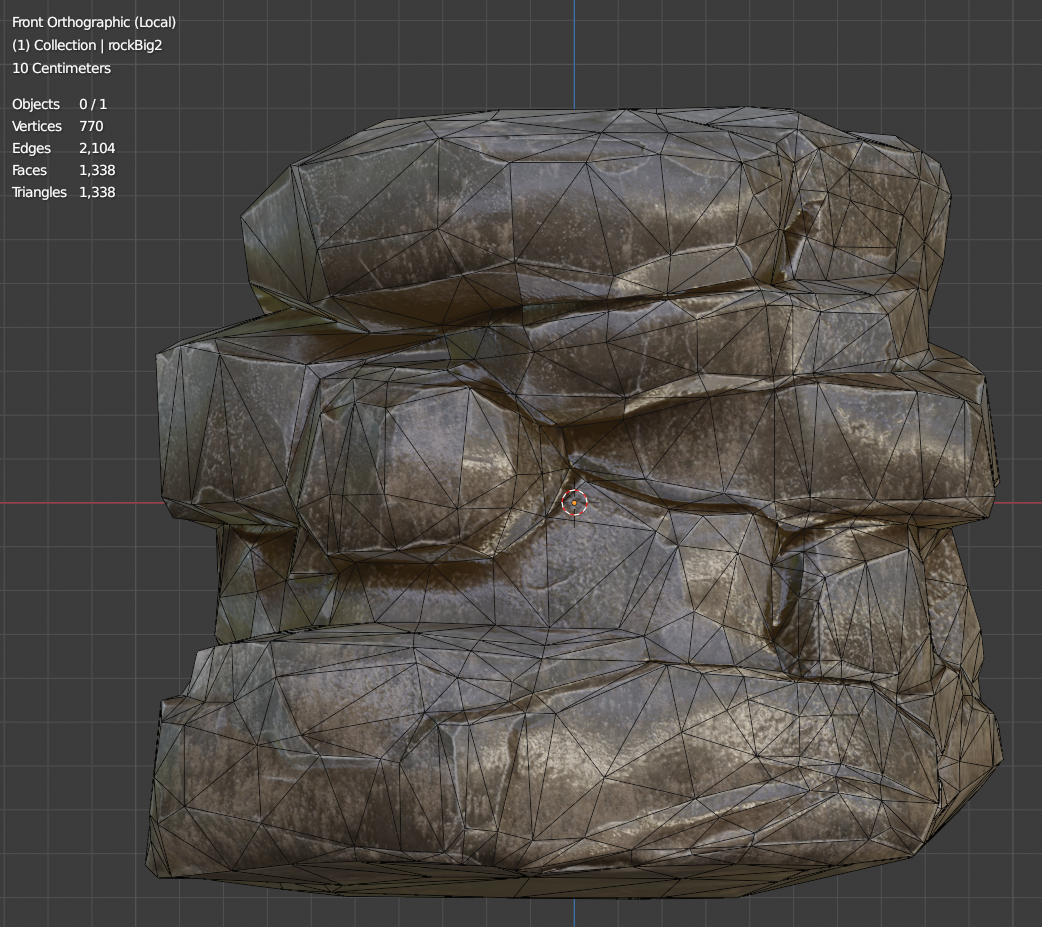 Front Orthographic (Local)
(1) Collection | rockBig2
10 Centimeters
Objects 0 / 1
Vertices 770
Edges 2,104
Faces 1,338
Triangles 1,338